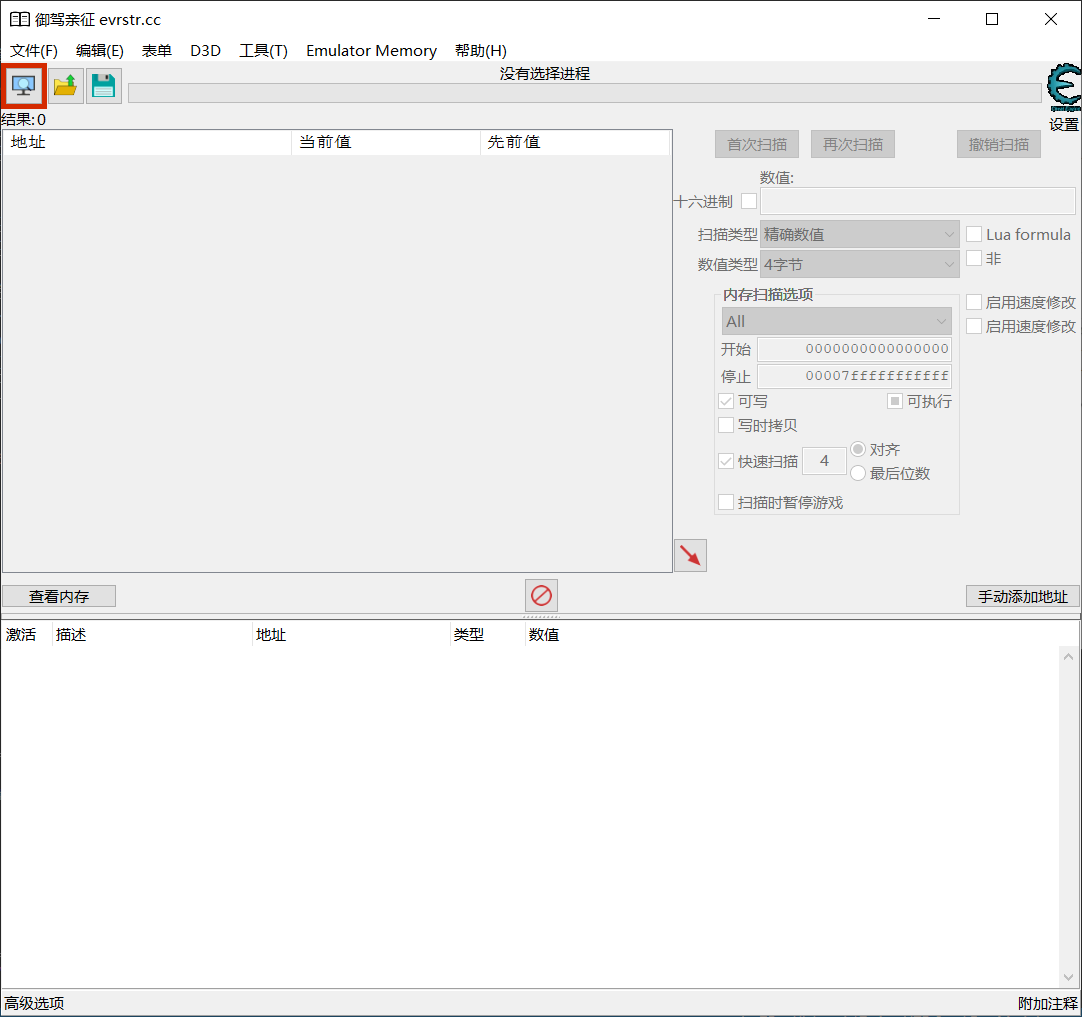 御驾亲征 evrstr.cc
文件(F) 编辑(E) 表单 D3D 工具(T) Emulator Memory 帮助(H)
没有选择进程
结果:0
设置
地址 当前值 先前值
首次扫描 再次扫描 撤销扫描
数值:
十六进制
扫描类型 精确数值 Lua formula
数值类型 4字节 非
内存扫描选项
All
启用速度修改
启用速度修改
开始 0000000000000000
停止 00007fffffffffff
可写 可执行
写时拷贝
快速扫描 4 对齐
最后位数
扫描时暂停游戏
查看内存 手动添加地址
激活 描述 地址 类型 数值
高级选项 附加注释